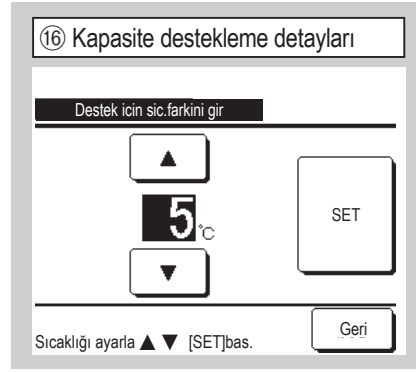 ⑯ Kapasite destekleme detayları
Destek icin sic.farkini gir
▲
5°C
SET
▼
Sıcaklığı ayarla ▲ ▼ [SET]bas.
Geri